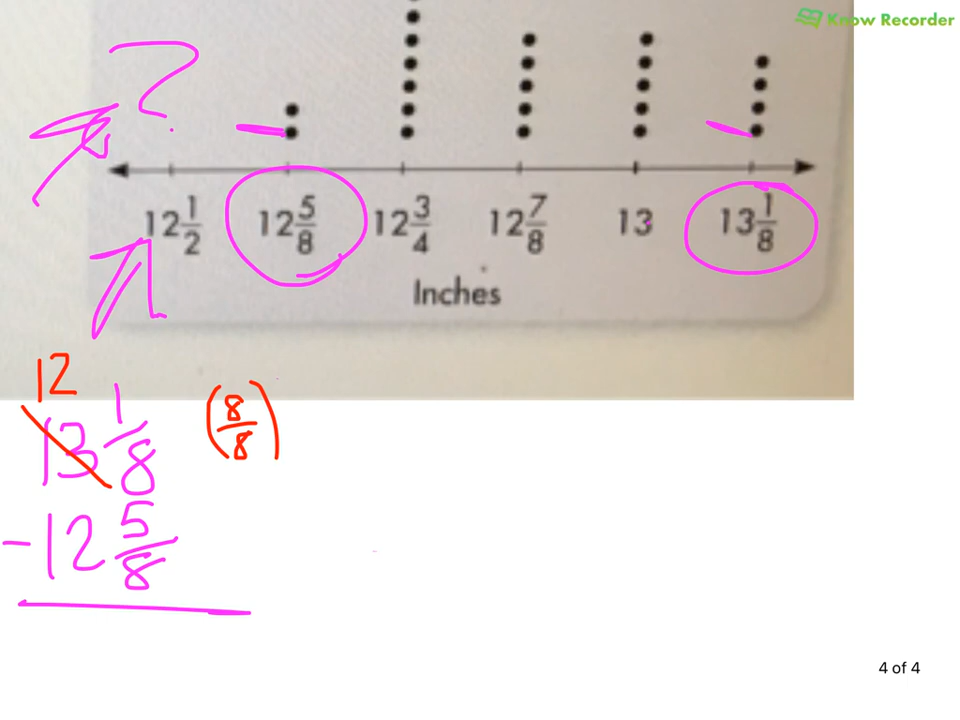 Know Recorder
?
12 1/2 12 5/8 12 3/4 12 7/8 13 13 1/8
Inches
12
13 1/8 (8/8)
-12 5/8
4 of 4